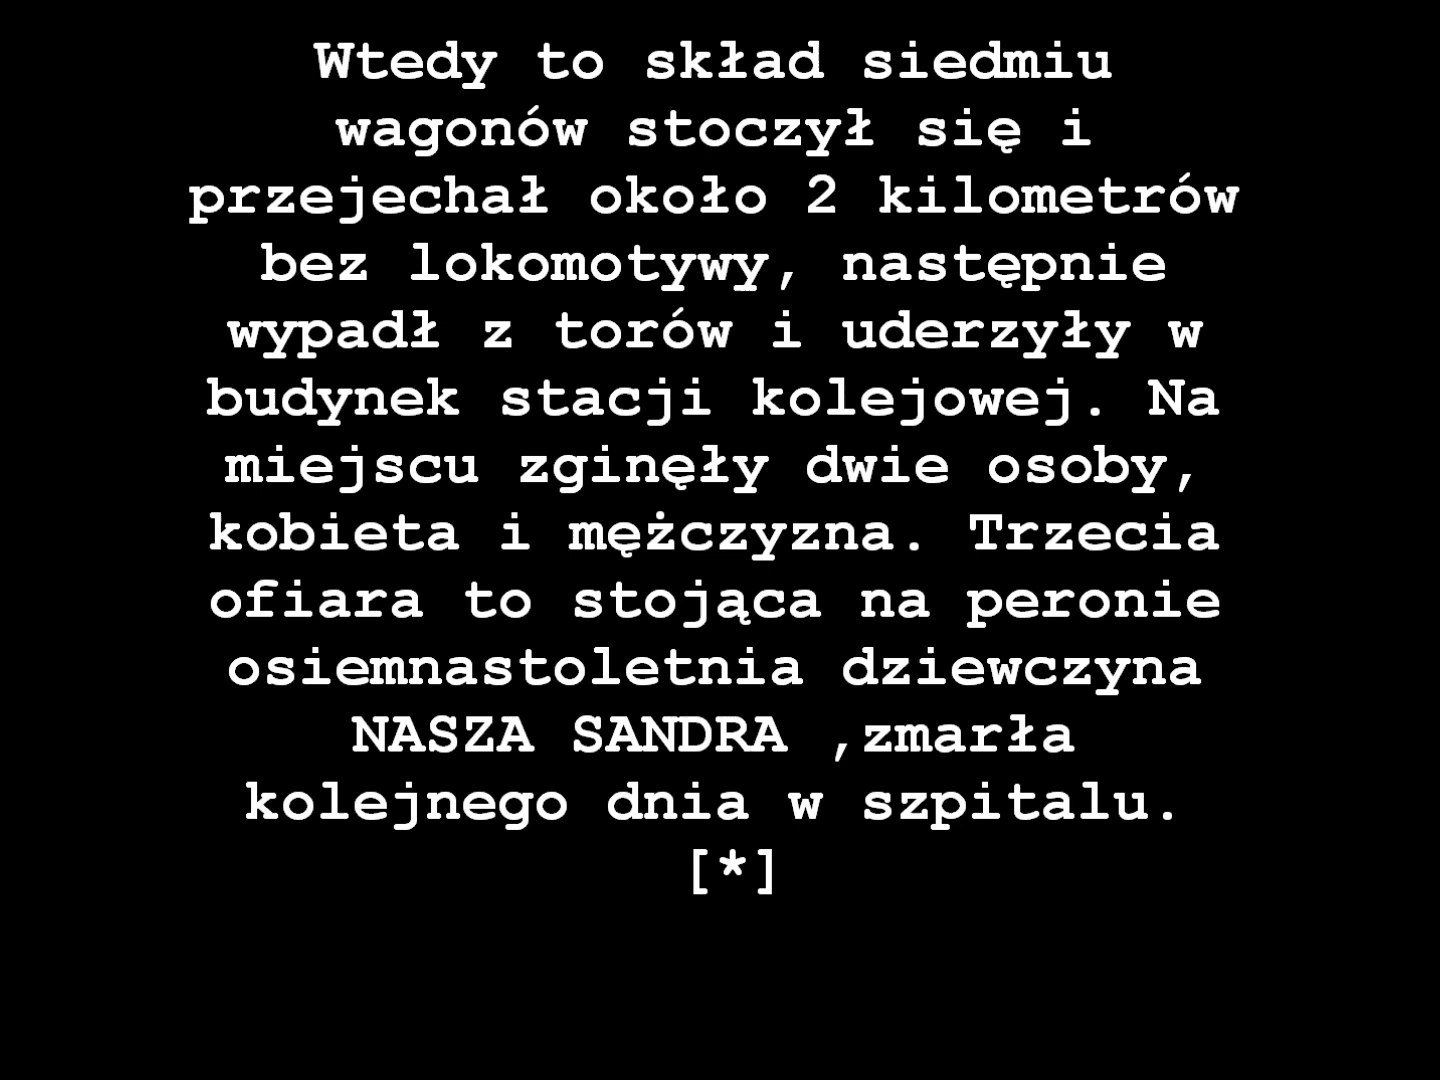 Wtedy to skład siedmiu
wagonów stoczył się i
przejechał około 2 kilometrów
bez lokomotywy, następnie
wypadł z torów i uderzyły w
budynek stacji kolejowej. Na
miejscu zginęły dwie osoby,
kobieta i mężczyzna. Trzecia
ofiara to stojąca na peronie
osiemnastoletnia dziewczyna
NASZA SANDRA ,zmarła
kolejnego dnia w szpitalu.
[*]